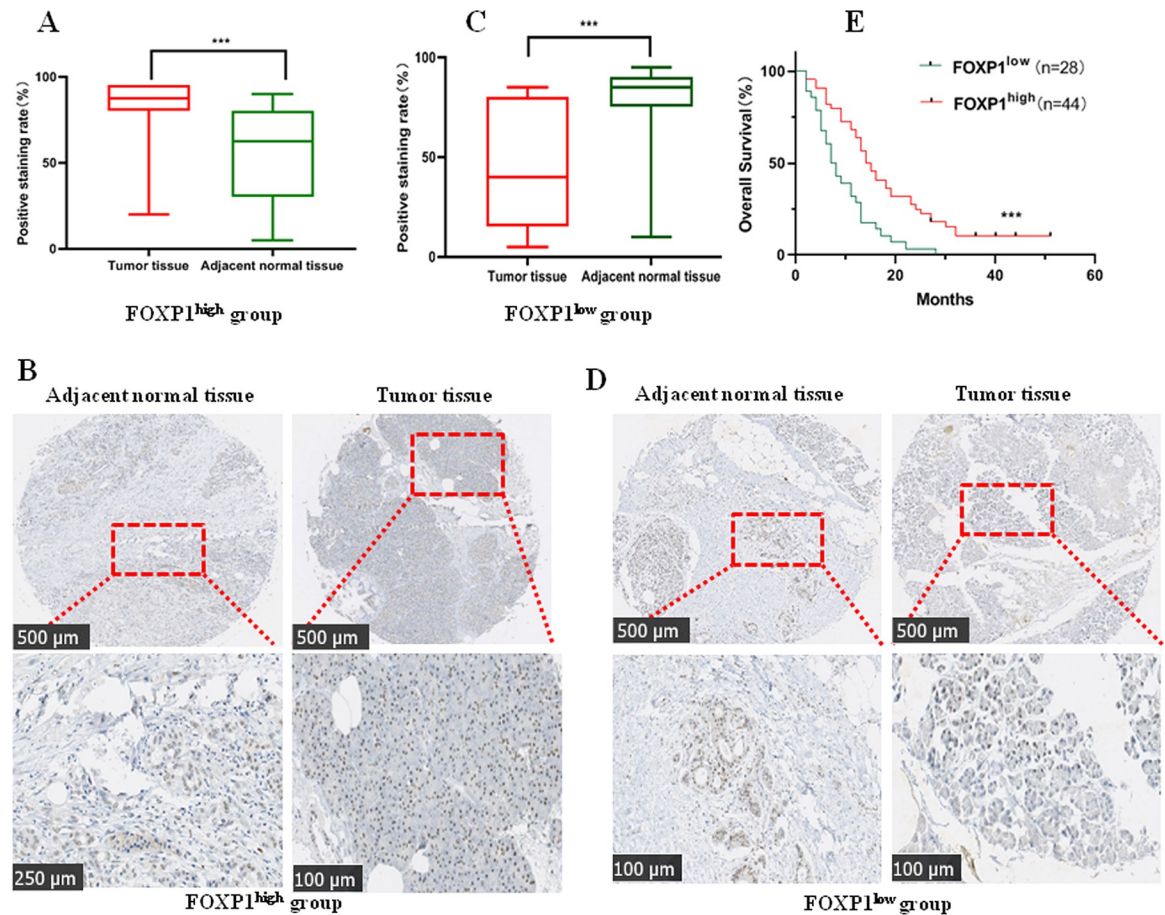 A
***
Positive staining rate (%)
100
50
0
Tumor tissue
Adjacent normal tissue
FOXP1high group
C
***
Positive staining rate (%)
100
50
0
Tumor tissue
Adjacent normal tissue
FOXP1low group
E
Overall Survival(%)
100
50
0
0
20
40
60
Months
FOXP1low (n=28)
FOXP1high(n=44)
***
B
Adjacent normal tissue
Tumor tissue
500 µm
500 µm
250 µm
100 µm
FOXP1high group
D
Adjacent normal tissue
Tumor tissue
500 µm
500 µm
100 µm
100 µm
FOXP1low group